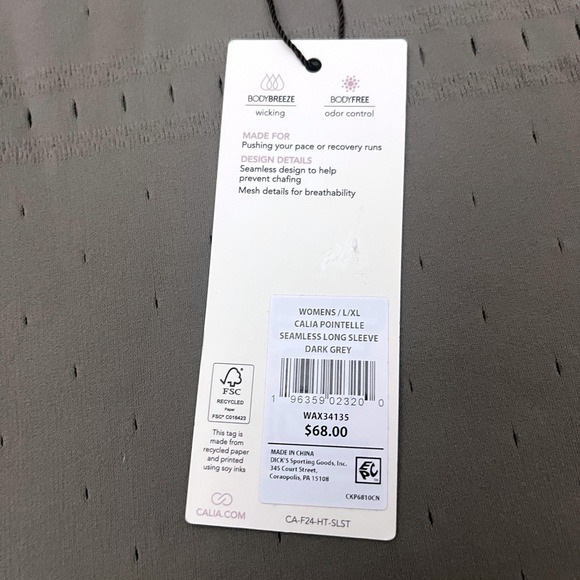 BODYBREEZE
wicking
BODYFREE
odor control
MADE FOR
Pushing your pace or recovery runs
DESIGN DETAILS
Seamless design to help
prevent chafing
Mesh details for breathability
WOMENS / L/XL
CALIA POINTELLE
SEAMLESS LONG SLEEVE
DARK GREY
1 96359 02320 0
WAX34135
$68.00
MADE IN CHINA
DICK'S Sporting Goods, Inc.
345 Court Street,
Coraopolis, PA 15108
EPC
CKP6810CN
FSC
RECYCLED
Paper
FSC® C016423
This tag is
made from
recycled paper
and printed
using soy inks
CALIA.COM
CA-F24-HT-SLST